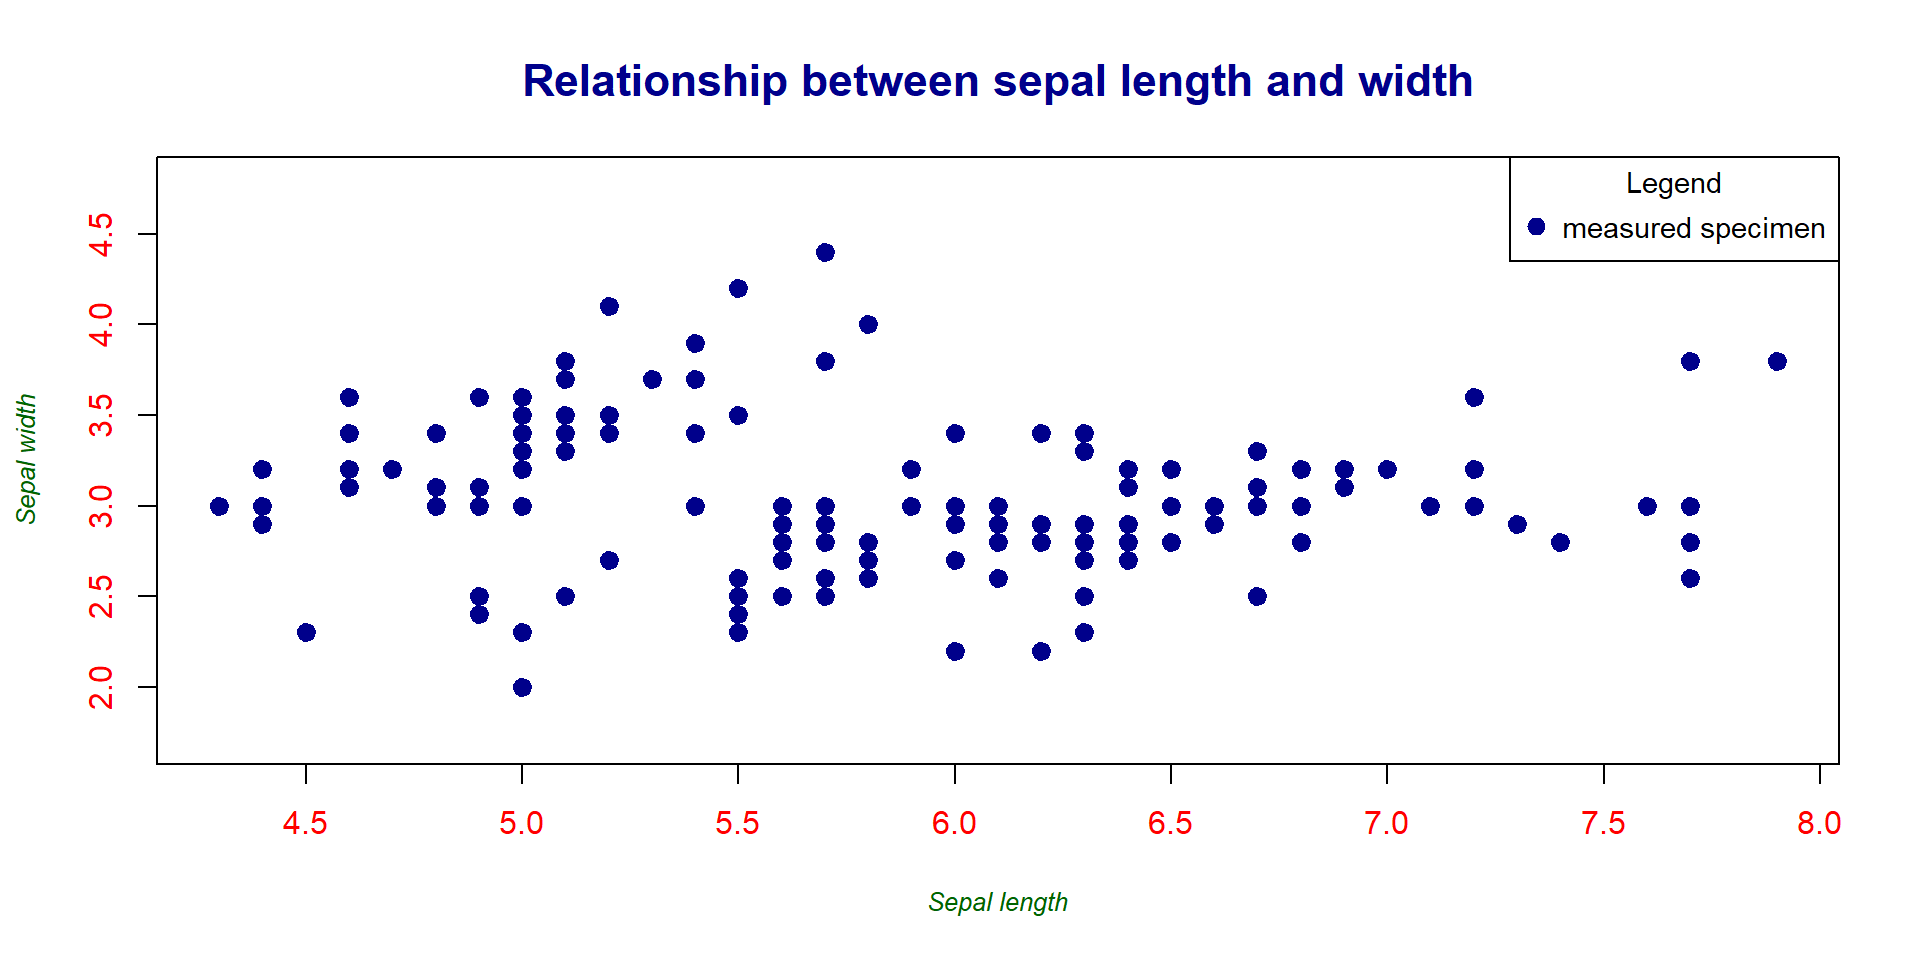 Relationship between sepal length and width
Legend
measured specimen
4.5
4.0
3.5
3.0
2.5
2.0
Sepal width
4.5 5.0 5.5 6.0 6.5 7.0 7.5 8.0
Sepal length